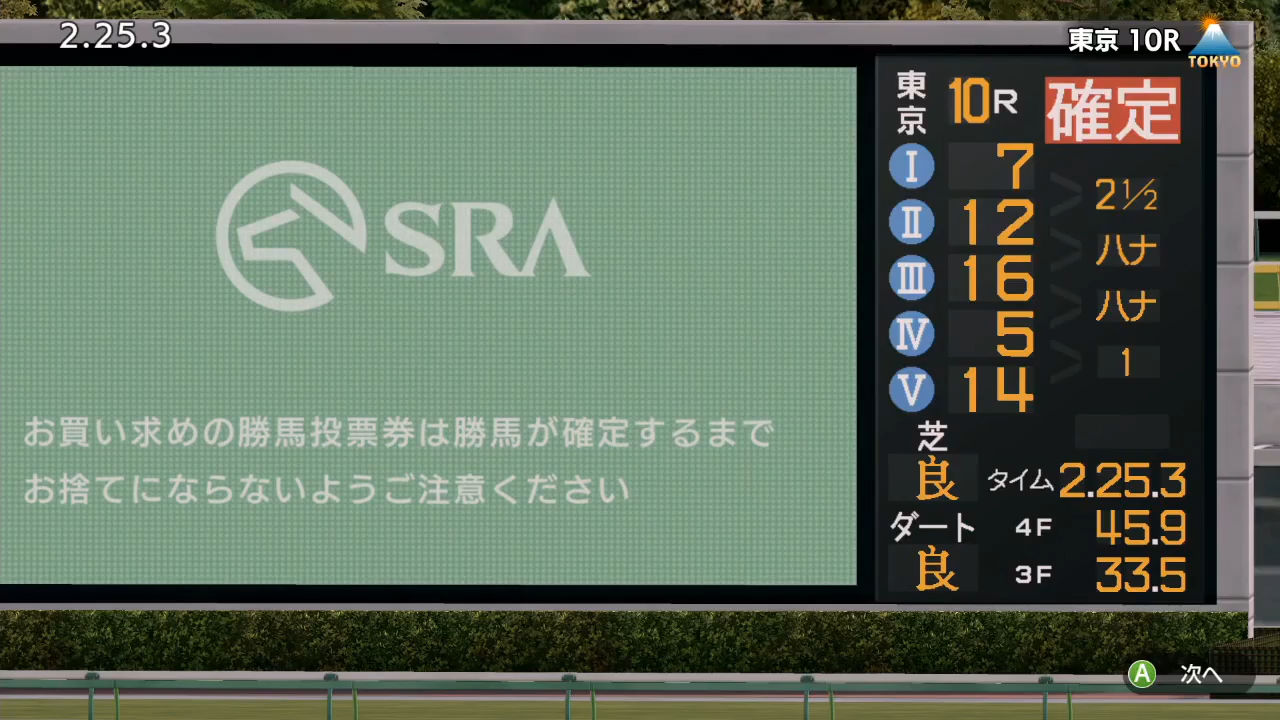 2.25.3
東京 10R
TOKYO
SRA
お買い求めの勝馬投票券は勝馬が確定するまで
お捨てにならないようご注意ください
東京 10R 確定
I 7
2 1/2
II 12
ハナ
III 16
ハナ
IV 5
1
V 14
芝
良 タイム 2.25.3
ダート 4F 45.9
良 3F 33.5
A 次へ